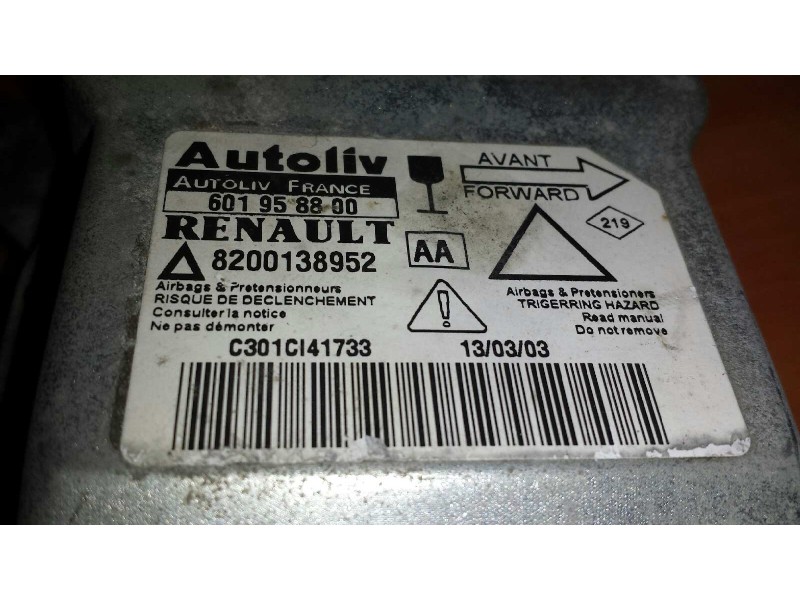 Autoliv
AUTOLIV FRANCE
601 95 88 00
RENAULT
8200138952
AA
AVANT
FORWARD
219
Airbags & Pretensionneurs
RISQUE DE DECLENCHEMENT
Consulter la notice
Ne pas démonter
Airbags & Pretensioners
TRIGERRING HAZARD
Read manual
Do not remove
C301CI41733
13/03/03